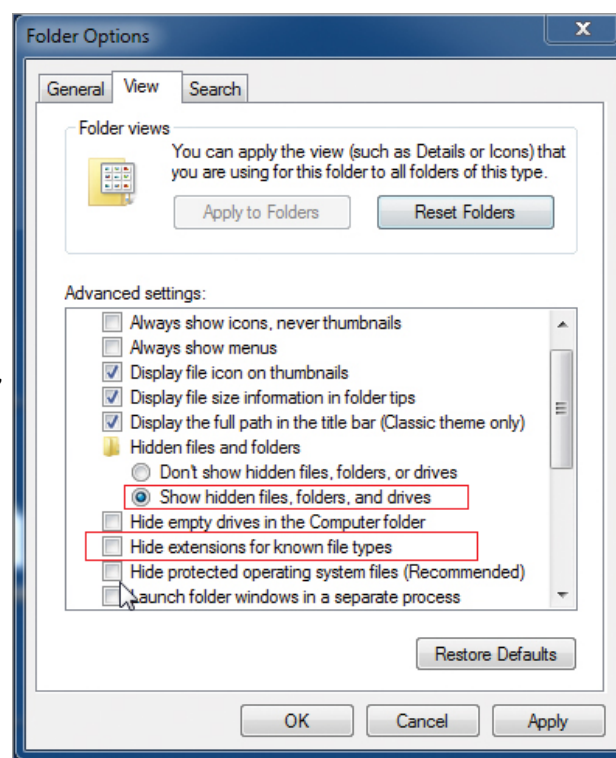 Folder Options
General View Search
Folder views
You can apply the view (such as Details or Icons) that
you are using for this folder to all folders of this type.
Apply to Folders Reset Folders
Advanced settings:
Always show icons, never thumbnails
Always show menus
Display file icon on thumbnails
Display file size information in folder tips
Display the full path in the title bar (Classic theme only)
Hidden files and folders
Don't show hidden files, folders, or drives
Show hidden files, folders, and drives
Hide empty drives in the Computer folder
Hide extensions for known file types
Hide protected operating system files (Recommended)
Launch folder windows in a separate process
Restore Defaults
OK Cancel Apply